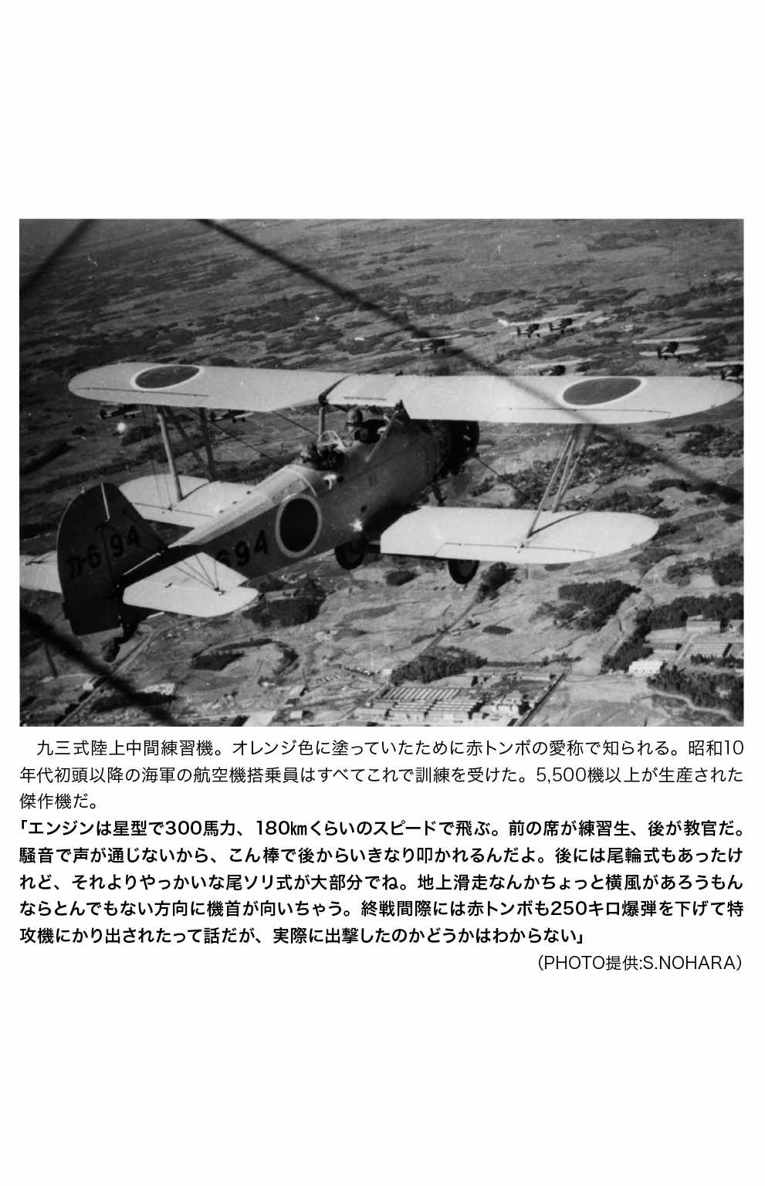 カ-694
694
九三式陸上中間練習機。オレンジ色に塗っていたために赤トンボの愛称で知られる。昭和10
年代初頭以降の海軍の航空機搭乗員はすべてこれで訓練を受けた。5,500機以上が生産された
傑作機だ。
「エンジンは星型で300馬力、180㎞くらいのスピードで飛ぶ。前の席が練習生、後が教官だ。
騒音で声が通じないから、こん棒で後からいきなり叩かれるんだよ。後には尾輪式もあったけ
れど、それよりやっかいな尾ソリ式が大部分でね。地上滑走なんかちょっと横風があろうもん
ならとんでもない方向に機首が向いちゃう。終戦間際には赤トンボも250キロ爆弾を下げて特
攻機にかり出されたって話だが、実際に出撃したのかどうかはわからない」
（PHOTO提供:S.NOHARA）